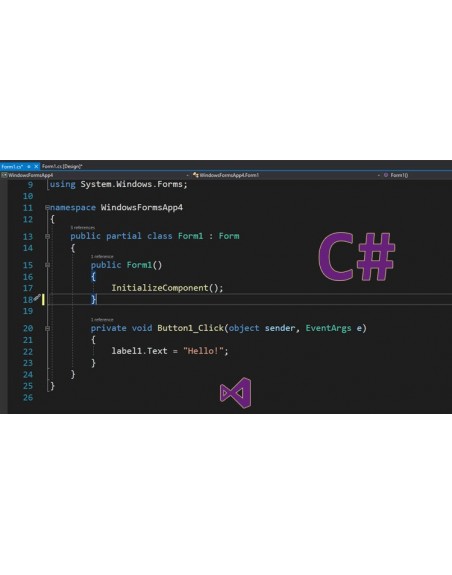 Form1.cs* Form1.cs [Design]*
WindowsFormsApp4 WindowsFormsApp4.Form1 Form1()
9 using System.Windows.Forms;
10
11 namespace WindowsFormsApp4
12 {
5 references
13 public partial class Form1 : Form
14 {
1 reference
15 public Form1()
16 {
17 InitializeComponent();
18 }
19
1 reference
20 private void Button1_Click(object sender, EventArgs e)
21 {
22 label1.Text = "Hello!";
23 }
24 }
25 }
26
C#